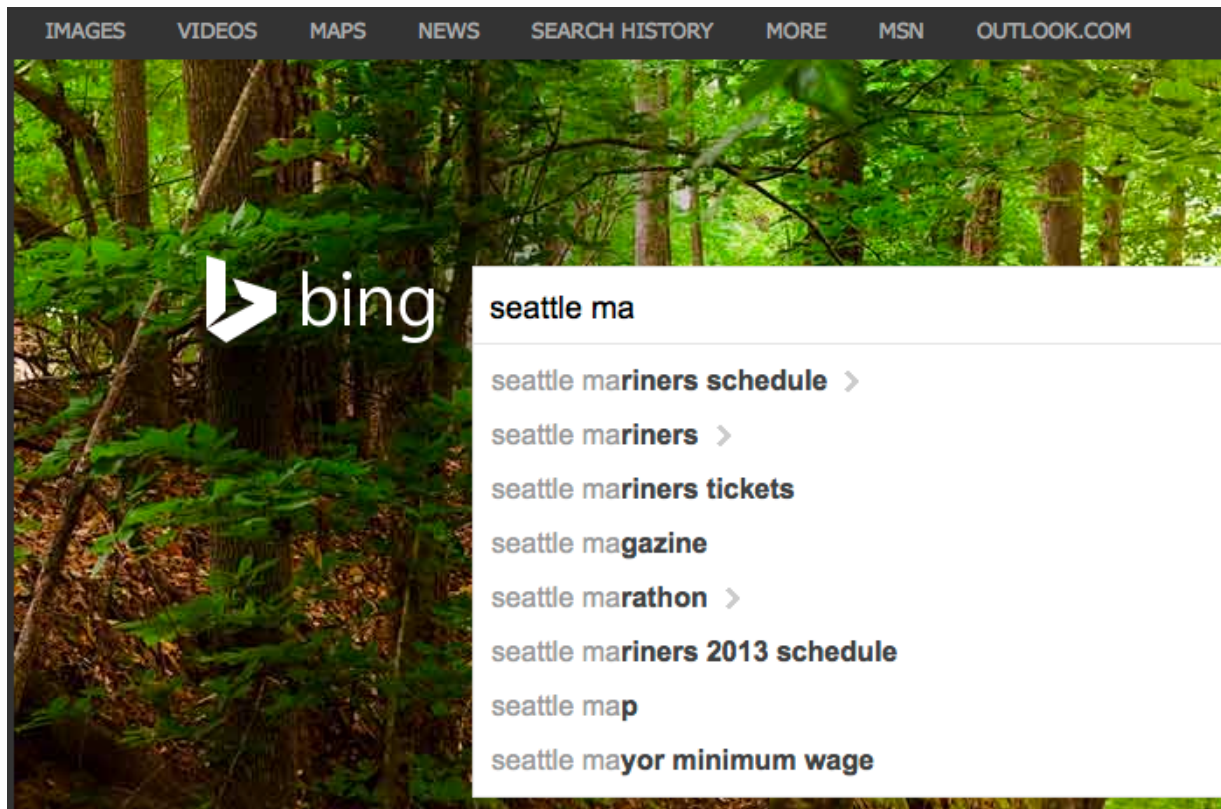 IMAGES VIDEOS MAPS NEWS SEARCH HISTORY MORE MSN OUTLOOK.COM
bing
seattle ma
seattle mariners schedule
seattle mariners
seattle mariners tickets
seattle magazine
seattle marathon
seattle mariners 2013 schedule
seattle map
seattle mayor minimum wage